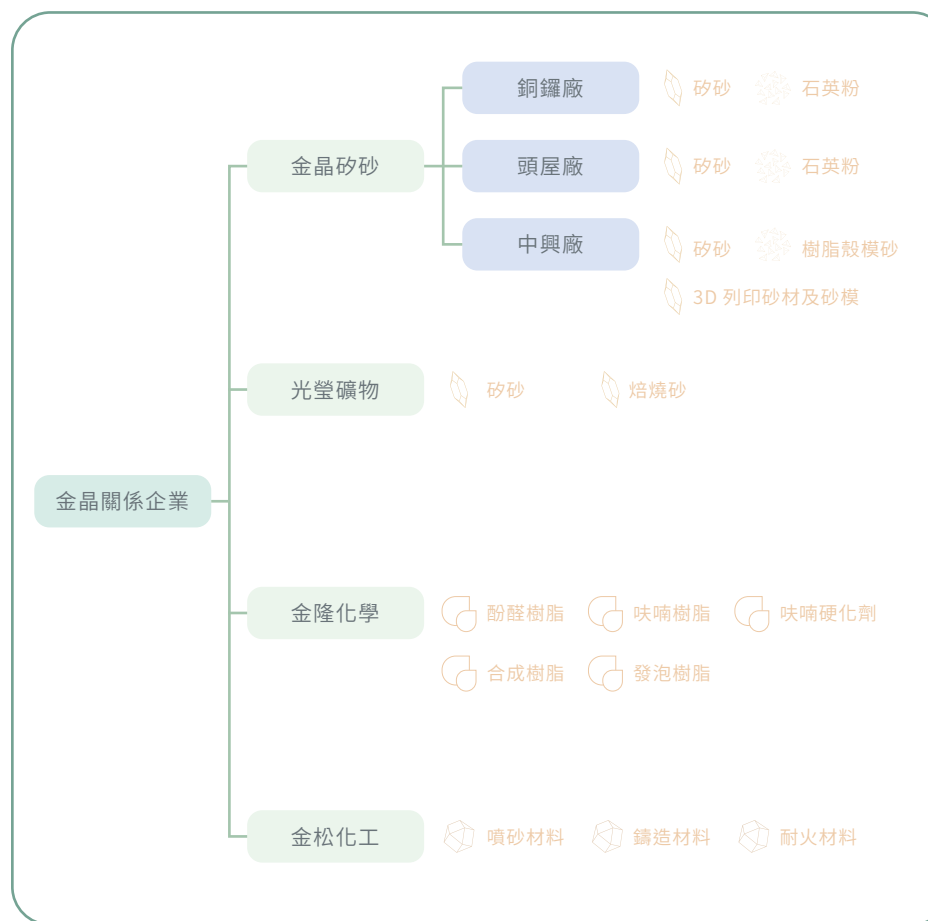 銅鑼廠 矽砂 石英粉
金晶矽砂 頭屋廠 矽砂 石英粉
中興廠 矽砂 樹脂殼模砂
3D 列印砂材及砂模
光瑩礦物 矽砂 焙燒砂
金晶關係企業
金隆化學 酚醛樹脂 呋喃樹脂 呋喃硬化劑
合成樹脂 發泡樹脂
金松化工 噴砂材料 鑄造材料 耐火材料